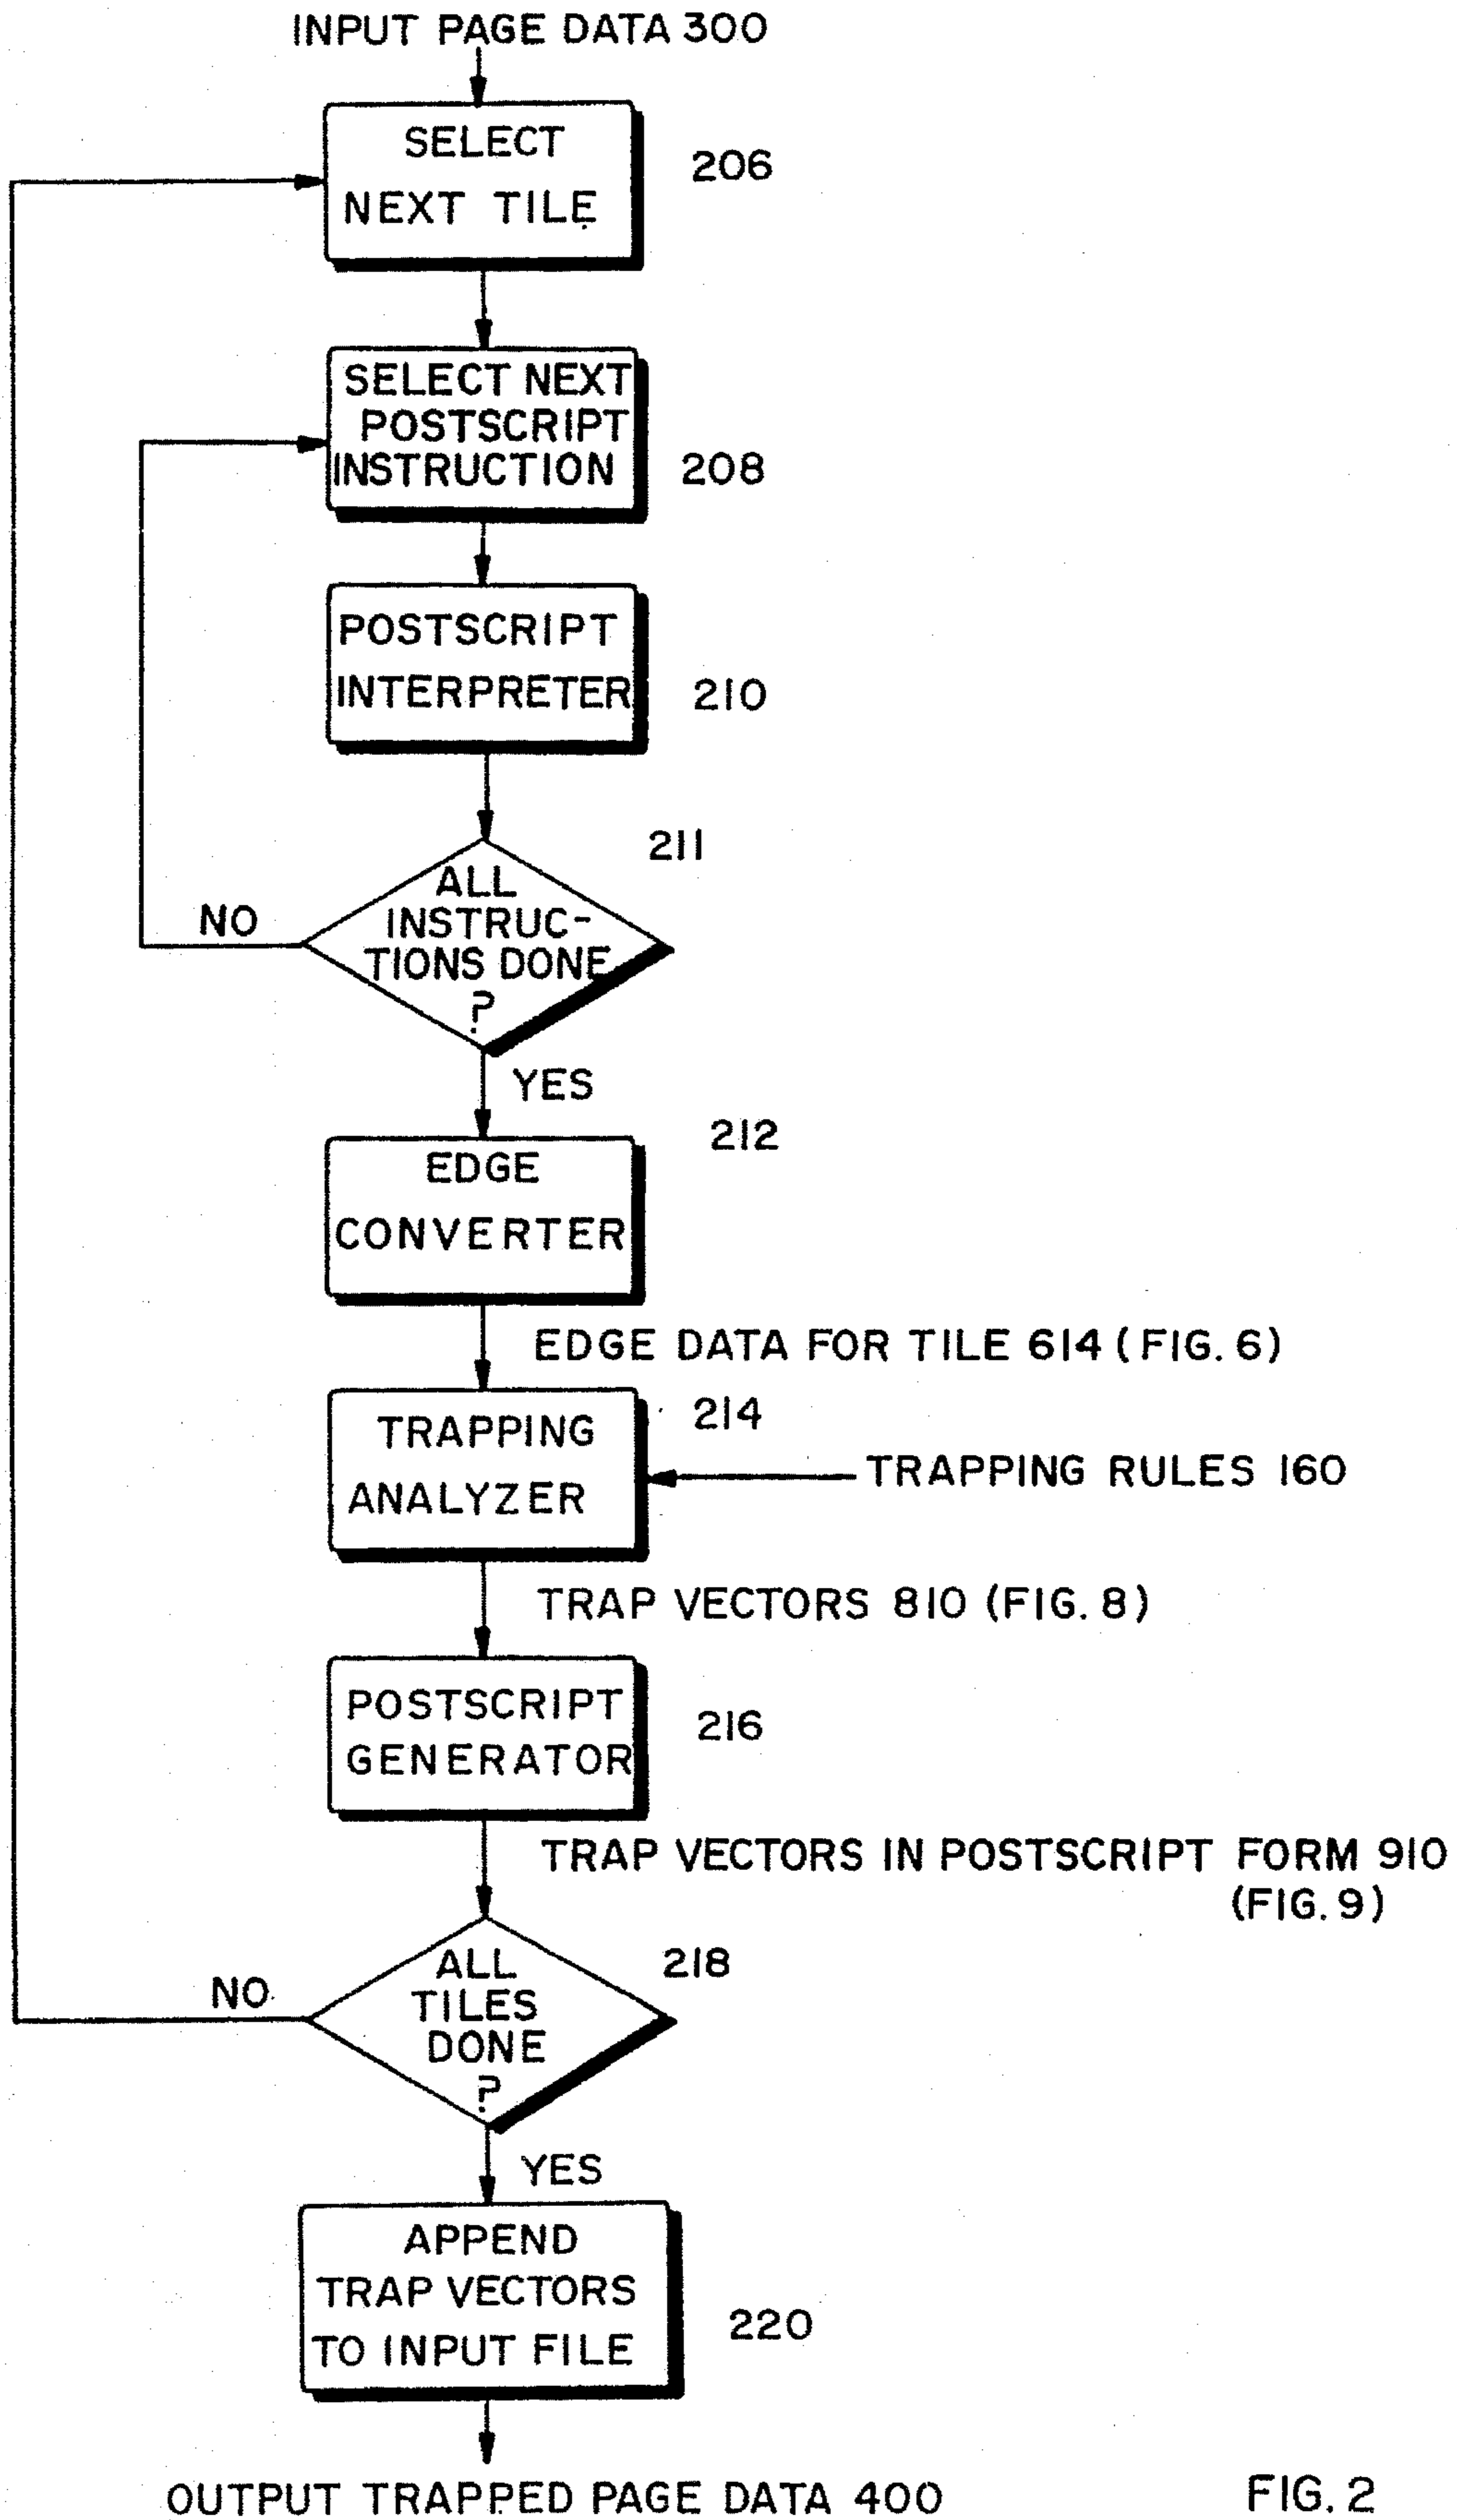 INPUT PAGE DATA 300
SELECT
NEXT TILE
206
SELECT NEXT
POSTSCRIPT
INSTRUCTION
208
POSTSCRIPT
INTERPRETER
210
211
ALL
INSTRUC-
TIONS DONE
?
NO
YES
212
EDGE
CONVERTER
EDGE DATA FOR TILE 614 (FIG. 6)
214
TRAPPING
ANALYZER
TRAPPING RULES 160
TRAP VECTORS 810 (FIG. 8)
POSTSCRIPT
GENERATOR
216
TRAP VECTORS IN POSTSCRIPT FORM 910
(FIG. 9)
218
ALL
TILES
DONE
?
NO
YES
APPEND
TRAP VECTORS
TO INPUT FILE
220
OUTPUT TRAPPED PAGE DATA 400
FIG. 2